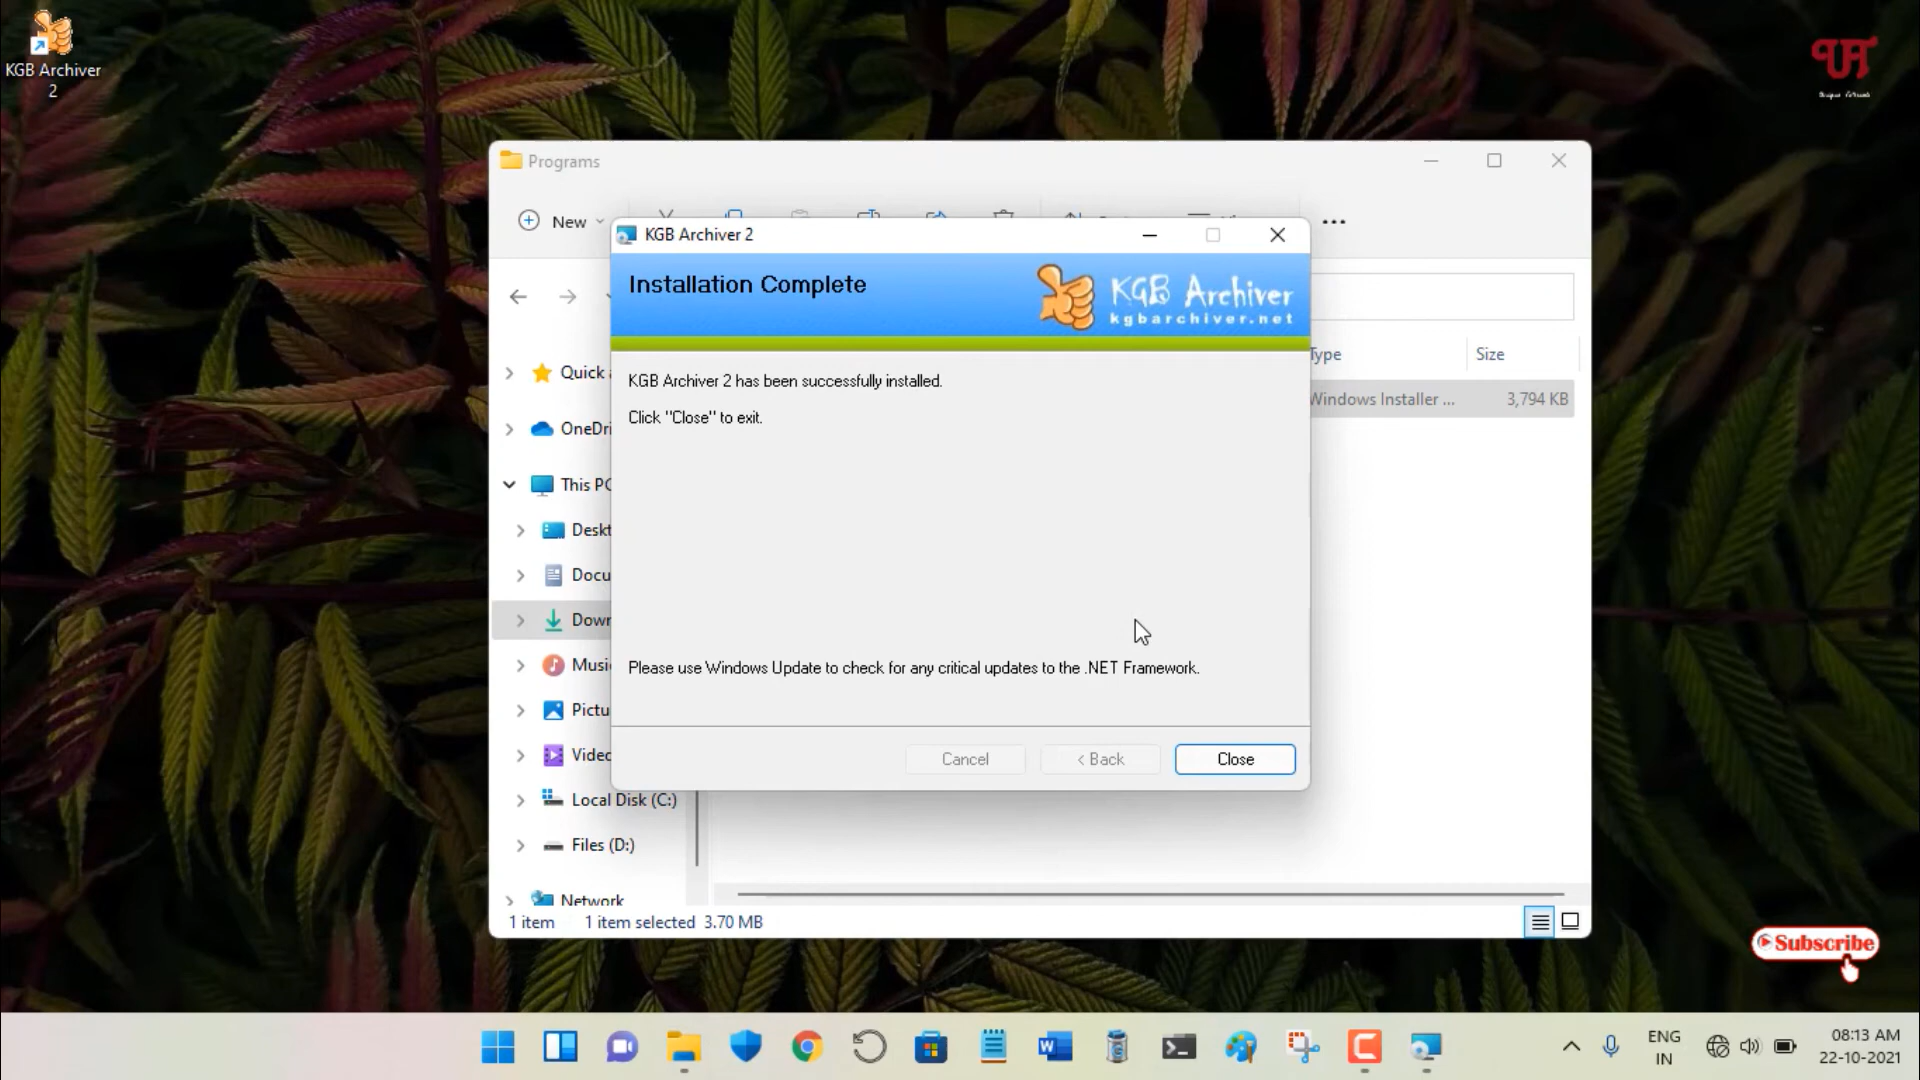 KGB Archiver
2
Programs
New
KGB Archiver 2
Installation Complete
KGB Archiver
kgbarchiver.net
Type
Size
Quick
KGB Archiver 2 has been successfully installed.
Windows Installer ...
3,794 KB
Click "Close" to exit.
OneDri
This PC
Deskt
Docu
Down
Musi
Please use Windows Update to check for any critical updates to the .NET Framework.
Pictu
Videc
Cancel
< Back
Close
Local Disk (C:)
Files (D:)
Network
1 item
1 item selected 3.70 MB
Subscribe
ENG
IN
08:13 AM
22-10-2021